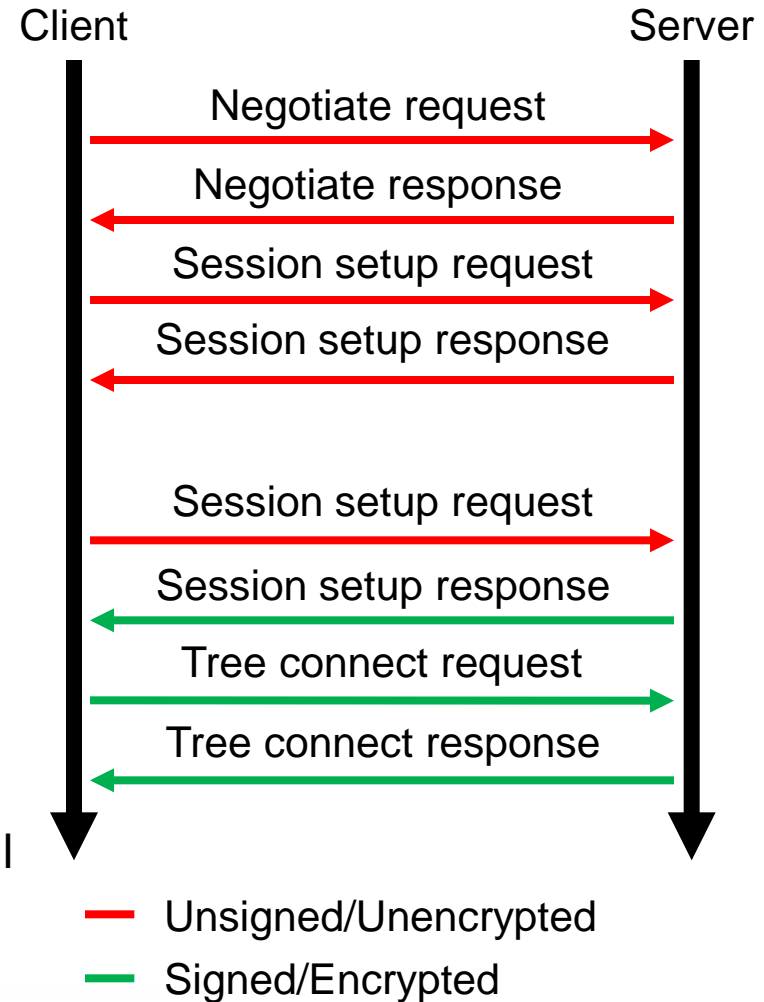 Client Server
Negotiate request
Negotiate response
Session setup request
Session setup response
Session setup request
Session setup response
Tree connect request
Tree connect response
l
Unsigned/Unencrypted
Signed/Encrypted